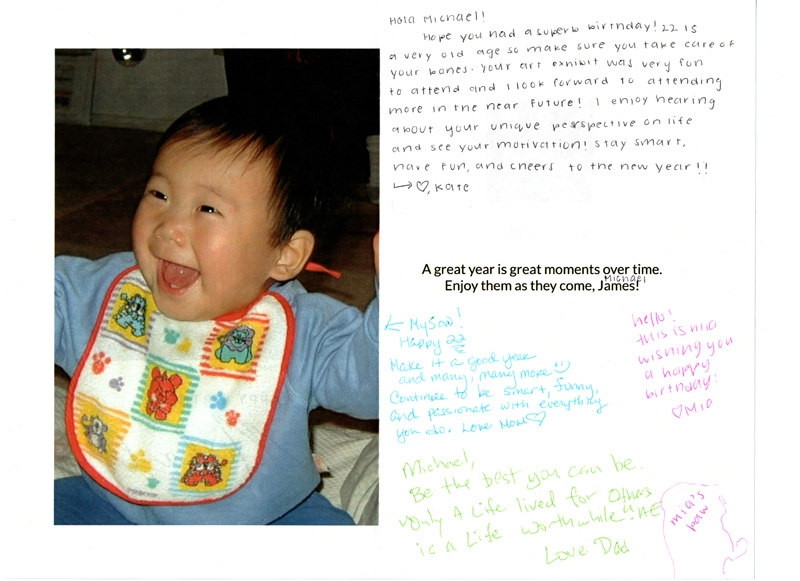 Hola Michael!
Hope you had a superb birthday! 22 is
a very old age so make sure you take care of
your bones. Your art exhibit was very fun
to attend and I look forward to attending
more in the near future! I enjoy hearing
about your unique perspective on life
and see your motivation! Stay smart,
have fun, and cheers to the new year!!
→ ♡, Kate
A great year is great moments over time.
Michael
Enjoy them as they come, James!
← My Son!
Happy 22
Make it a good year
and many, many more :)
Continue to be smart, funny,
and passionate with everything
you do. Love Mom ♡
hello!
this is mia
wishing you
a happy
birthday!
♡ Mia
Michael,
Be the best you can be.
"Only A Life lived for Others
is a Life worthwhile". AE
Love Dad
mia's
paw